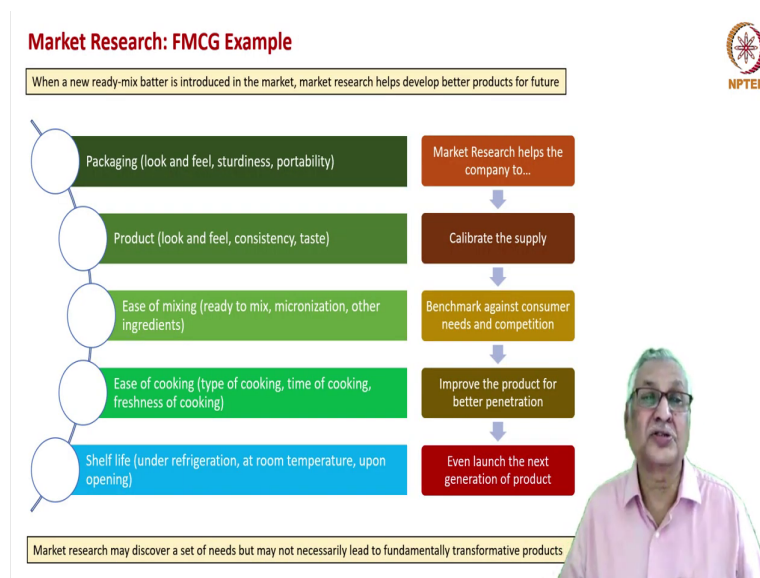 Market Research: FMCG Example
NPTEL
When a new ready-mix batter is introduced in the market, market research helps develop better products for future
Packaging (look and feel, sturdiness, portability)
Product (look and feel, consistency, taste)
Ease of mixing (ready to mix, micronization, other
ingredients)
Ease of cooking (type of cooking, time of cooking,
freshness of cooking)
Shelf life (under refrigeration, at room temperature, upon
opening)
Market Research helps the
company to...
Calibrate the supply
Benchmark against consumer
needs and competition
Improve the product for
better penetration
Even launch the next
generation of product
Market research may discover a set of needs but may not necessarily lead to fundamentally transformative products